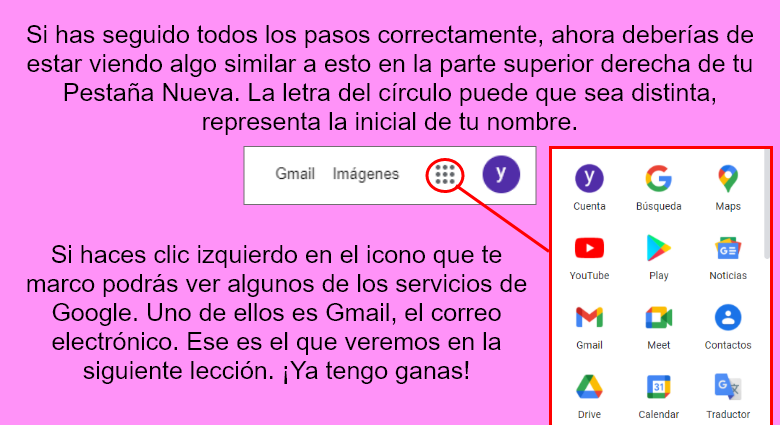 Si has seguido todos los pasos correctamente, ahora deberías de
estar viendo algo similar a esto en la parte superior derecha de tu
Pestaña Nueva. La letra del círculo puede que sea distinta,
representa la inicial de tu nombre.
Gmail Imágenes y
Si haces clic izquierdo en el icono que te
marco podrás ver algunos de los servicios de
Google. Uno de ellos es Gmail, el correo
electrónico. Ese es el que veremos en la
siguiente lección. ¡Ya tengo ganas!
y G
Cuenta Búsqueda Maps
GE
YouTube Play Noticias
Gmail Meet Contactos
31 G
Drive Calendar Traductor